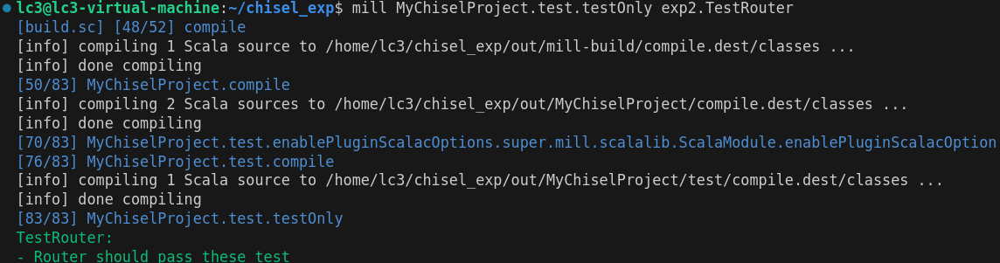 lc3@lc3-virtual-machine:~/chisel_exp$ mill MyChiselProject.test.testOnly exp2.TestRouter
[build.sc] [48/52] compile
[info] compiling 1 Scala source to /home/lc3/chisel_exp/out/mill-build/compile.dest/classes ...
[info] done compiling
[50/83] MyChiselProject.compile
[info] compiling 2 Scala sources to /home/lc3/chisel_exp/out/MyChiselProject/compile.dest/classes ...
[info] done compiling
[70/83] MyChiselProject.test.enablePluginScalacOptions.super.mill.scalalib.ScalaModule.enablePluginScalacOption
[76/83] MyChiselProject.test.compile
[info] compiling 1 Scala source to /home/lc3/chisel_exp/out/MyChiselProject/test/compile.dest/classes ...
[info] done compiling
[83/83] MyChiselProject.test.testOnly
TestRouter:
- Router should pass these test